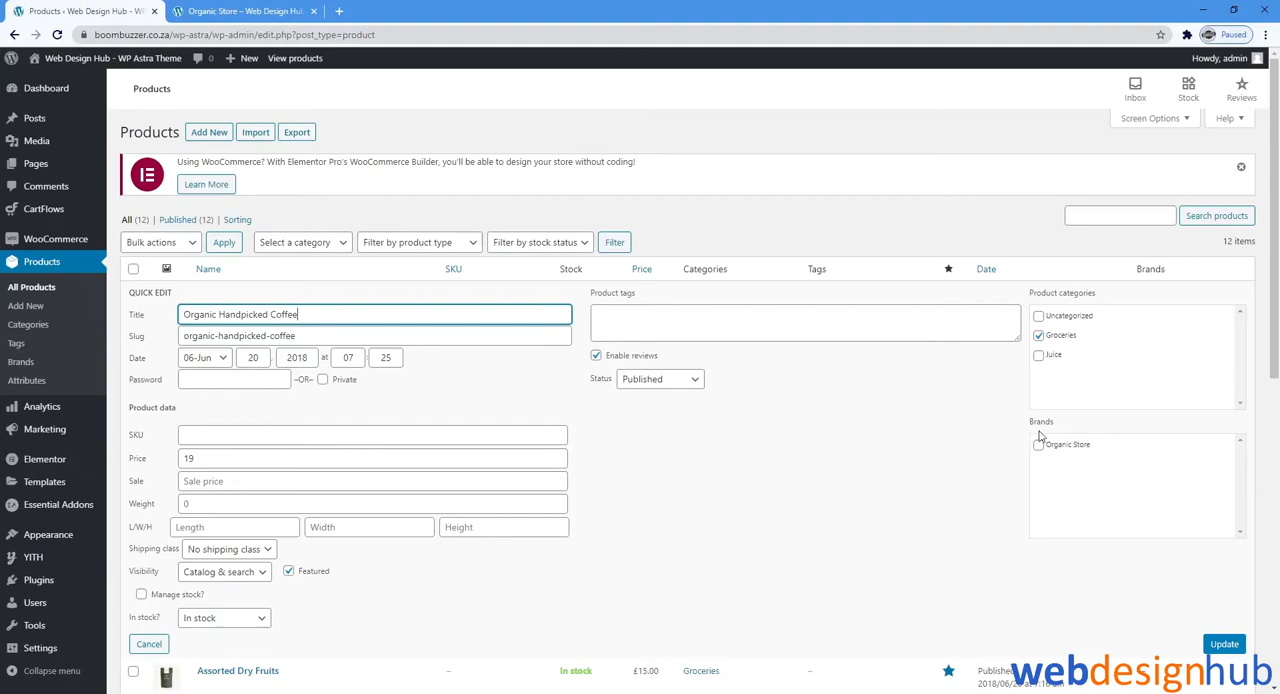 Products ‹ Web Design Hub - WP A
Organic Store – Web Design Hub
boombuzzer.co.za/wp-astra/wp-admin/edit.php?post_type=product
Paused
Web Design Hub - WP Astra Theme
0
New
View products
Howdy, admin
Dashboard
Posts
Media
Pages
Comments
CartFlows
WooCommerce
Products
All Products
Add New
Categories
Tags
Brands
Attributes
Analytics
Marketing
Elementor
Templates
Essential Addons
Appearance
YITH
Plugins
Users
Tools
Settings
Collapse menu
Products
Inbox
Stock
Reviews
Screen Options
Help
Products
Add New
Import
Export
Using WooCommerce? With Elementor Pro's WooCommerce Builder, you'll be able to design your store without coding!
Learn More
All (12) | Published (12) | Sorting
Search products
Bulk actions
Apply
Select a category
Filter by product type
Filter by stock status
Filter
12 items
Name
SKU
Stock
Price
Categories
Tags
Date
Brands
QUICK EDIT
Title
Organic Handpicked Coffee
Slug
organic-handpicked-coffee
Date
06-Jun
20
, 2018 at 07
: 25
Password
–OR–
Private
Product data
SKU
Price
19
Sale
Sale price
Weight
0
L/W/H
Length
Width
Height
Shipping class
No shipping class
Visibility
Catalog & search
Featured
Manage stock?
In stock?
In stock
Cancel
Product tags
Enable reviews
Status
Published
Product categories
Uncategorized
Groceries
Juice
Brands
Organic Store
Update
Assorted Dry Fruits
–
In stock
£15.00
Groceries
–
Published
2018/06/20 at 7:16 am
webdesignhub